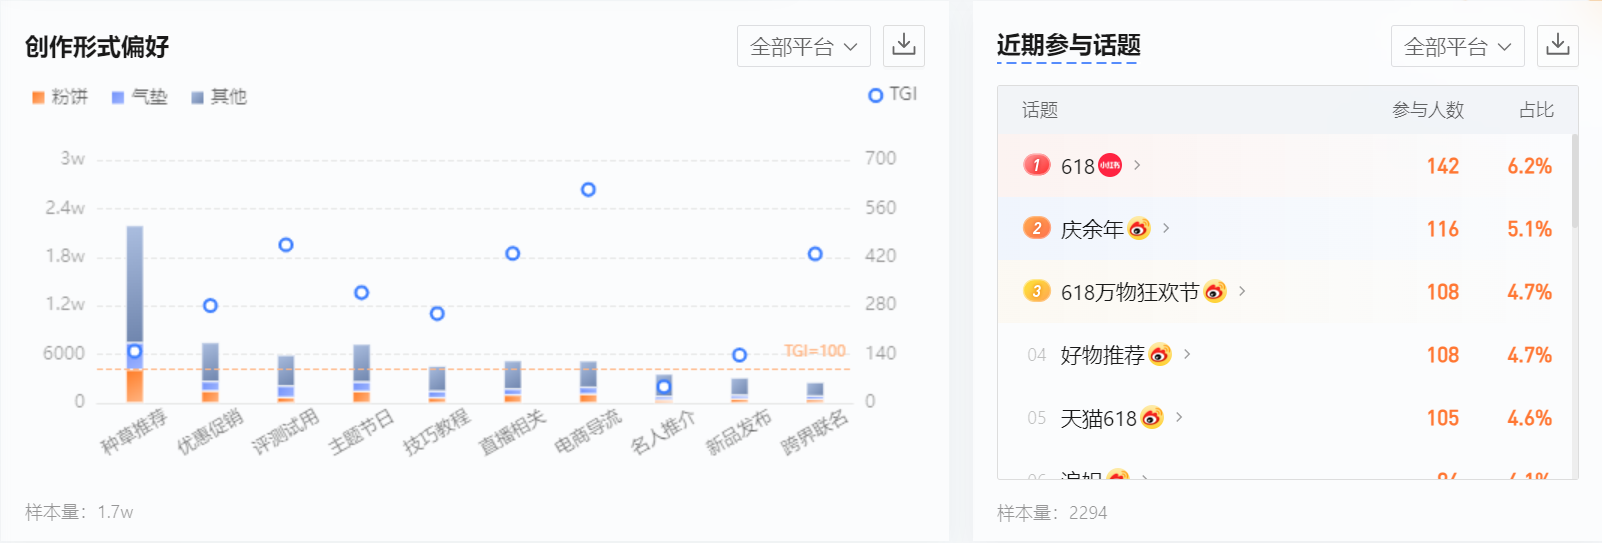 创作形式偏好
全部平台
粉饼 气垫 其他
TGI
3w 700
2.4w 560
1.8w 420
1.2w 280
6000 140
TGI=100
0 0
种草推荐 优惠促销 评测试用 主题节日 技巧教程 直播相关 电商导流 名人推介 新品发布 跨界联名
样本量：1.7w
近期参与话题
全部平台
话题 参与人数 占比
1 618 小红书 142 6.2%
2 庆余年 116 5.1%
3 618万物狂欢节 108 4.7%
04 好物推荐 108 4.7%
05 天猫618 105 4.6%
样本量：2294